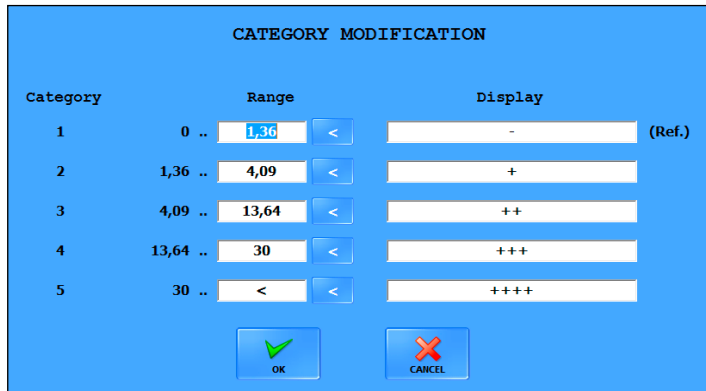 CATEGORY MODIFICATION
Category Range Display
1 0 .. 1,36 < - (Ref.)
2 1,36 .. 4,09 < +
3 4,09 .. 13,64 < ++
4 13,64 .. 30 < +++
5 30 .. < < ++++
OK CANCEL